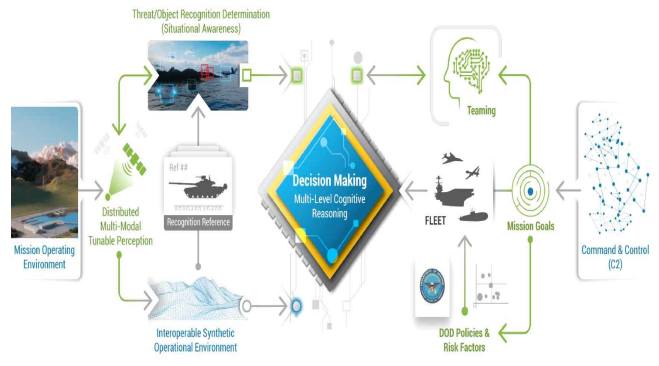 Threat/Object Recognition Determination
(Situational Awareness)
Teaming
Ref ##
Recognition Reference
Decision Making
Multi-Level Cognitive
Reasoning
FLEET
Distributed
Multi-Modal
Tunable Perception
Mission Goals
Mission Operating
Environment
Command & Control
(C2)
Interoperable Synthetic
Operational Environment
DOD Policies &
Risk Factors